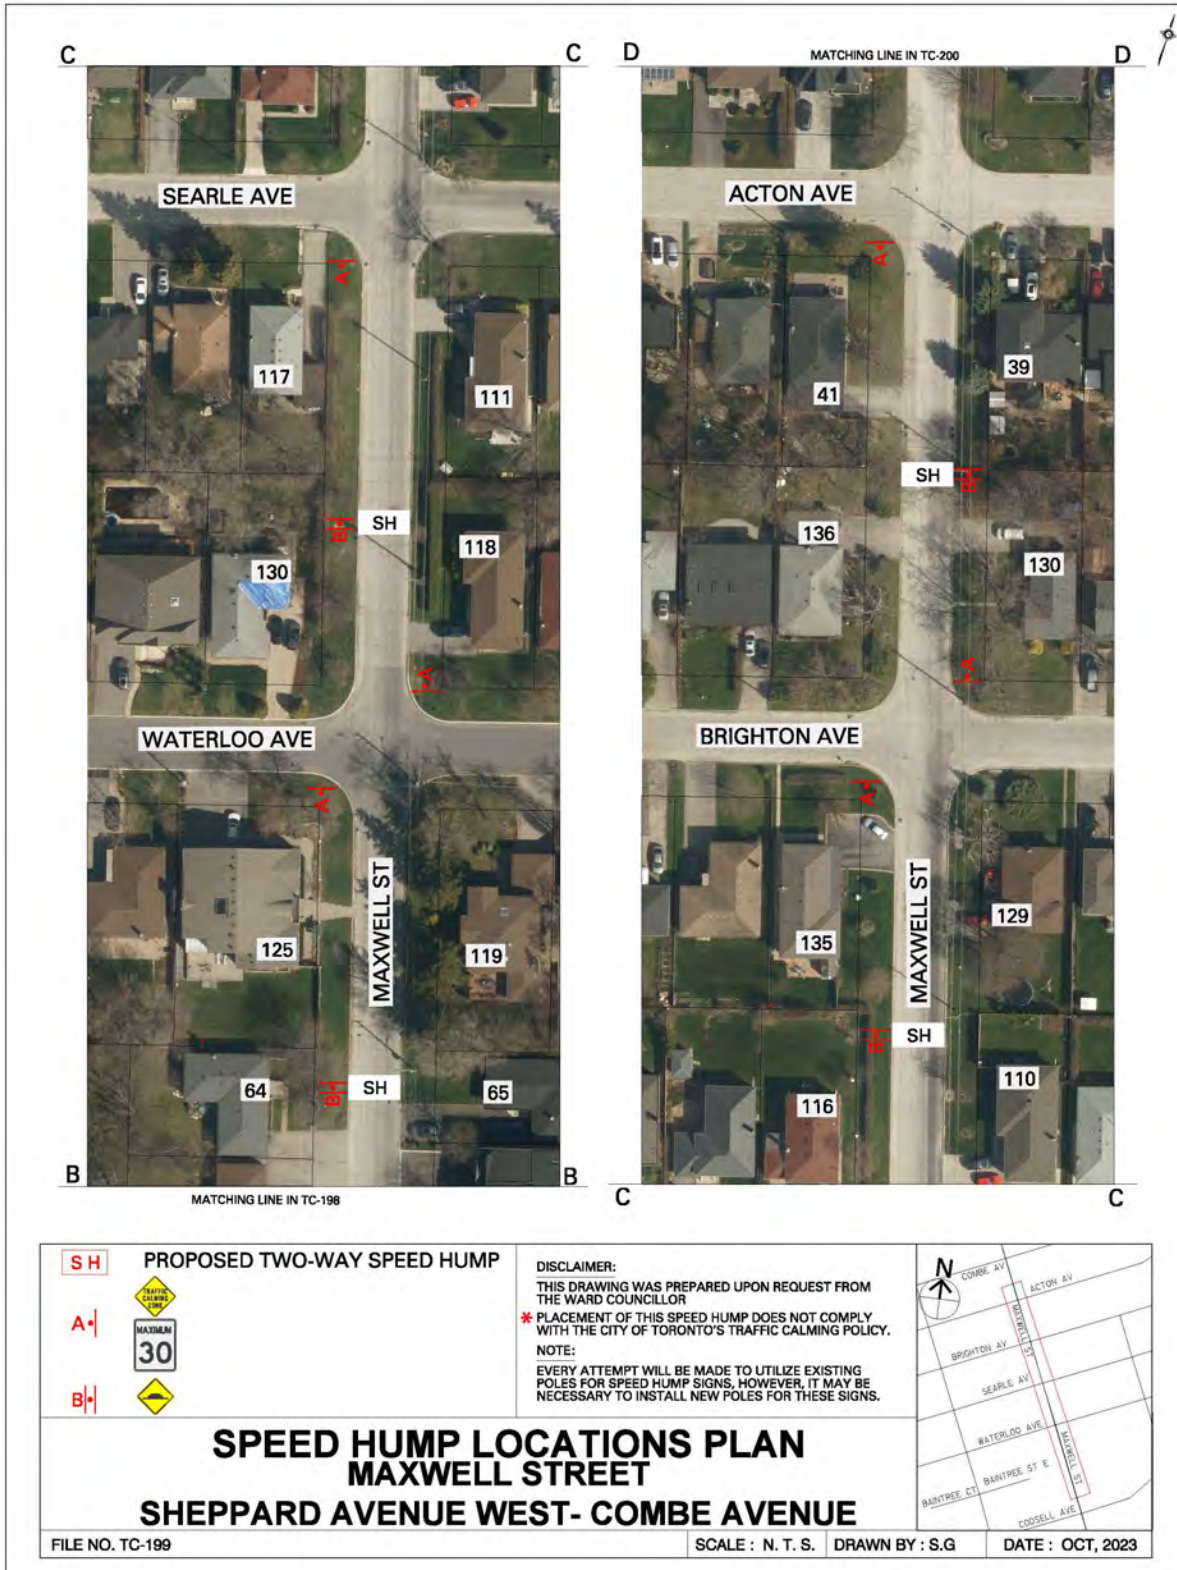 C
C
D
MATCHING LINE IN TC-200
D
SEARLE AVE
A
117
111
B
SH
118
130
A
WATERLOO AVE
A
MAXWELL ST
125
119
64
B
SH
65
B
B
MATCHING LINE IN TC-198
ACTON AVE
A
39
41
SH
B
136
130
A
BRIGHTON AVE
A
MAXWELL ST
135
129
B
SH
116
110
C
C
SH
PROPOSED TWO-WAY SPEED HUMP
TRAFFIC
CALMING
ZONE
A
MAXIMUM
30
B
DISCLAIMER:
THIS DRAWING WAS PREPARED UPON REQUEST FROM
THE WARD COUNCILLOR
* PLACEMENT OF THIS SPEED HUMP DOES NOT COMPLY
WITH THE CITY OF TORONTO'S TRAFFIC CALMING POLICY.
NOTE:
EVERY ATTEMPT WILL BE MADE TO UTILIZE EXISTING
POLES FOR SPEED HUMP SIGNS, HOWEVER, IT MAY BE
NECESSARY TO INSTALL NEW POLES FOR THESE SIGNS.
N
COMBE AV
ACTON AV
MAXWELL ST
BRIGHTON AV
SEARLE AV
WATERLOO AVE
MAXWELL ST
BAINTREE ST E
BAINTREE CT
CODSELL AVE
SPEED HUMP LOCATIONS PLAN
MAXWELL STREET
SHEPPARD AVENUE WEST- COMBE AVENUE
FILE NO. TC-199
SCALE : N. T. S.
DRAWN BY : S.G
DATE : OCT, 2023